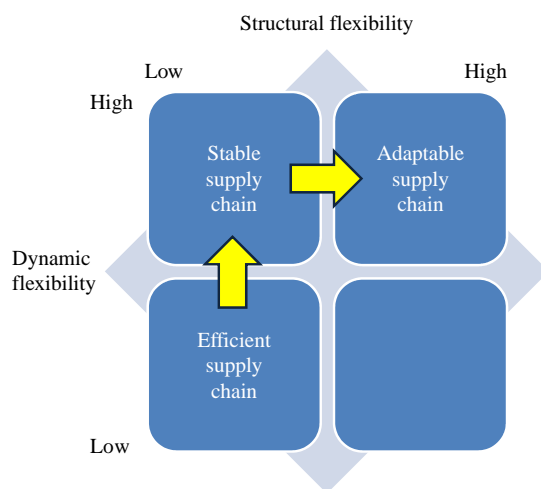 Structural flexibility
Low
High
High
Stable
supply
chain
Adaptable
supply
chain
Dynamic
flexibility
Efficient
supply
chain
Low